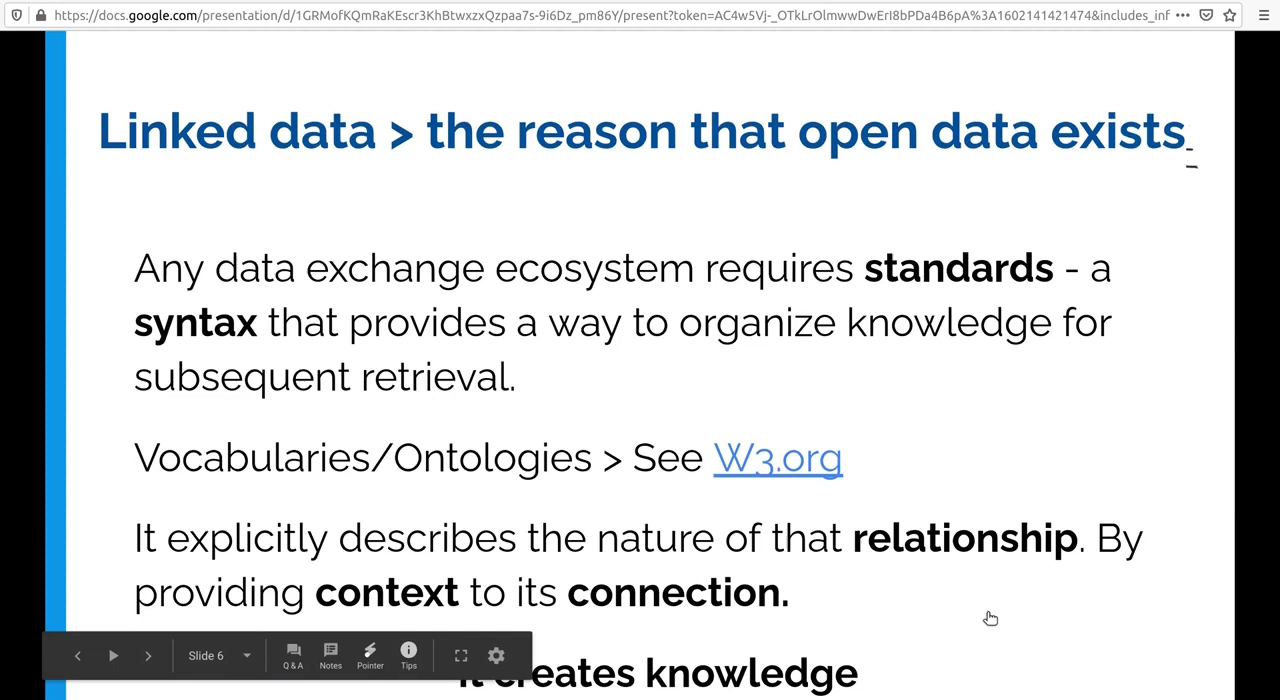 https://docs.google.com/presentation/d/1GRMofKQmRaKEscr3KhBtwxzxQzpaa7s-9i6Dz_pm86Y/present?token=AC4w5Vj-_OTkLrOlmwwDwErI8bPDa4B6pA%3A1602141421474&includes_inf
Linked data > the reason that open data exists
Any data exchange ecosystem requires standards - a
syntax that provides a way to organize knowledge for
subsequent retrieval.
Vocabularies/Ontologies > See W3.org
It explicitly describes the nature of that relationship. By
providing context to its connection.
It creates knowledge
Slide 6
Q & A Notes Pointer Tips